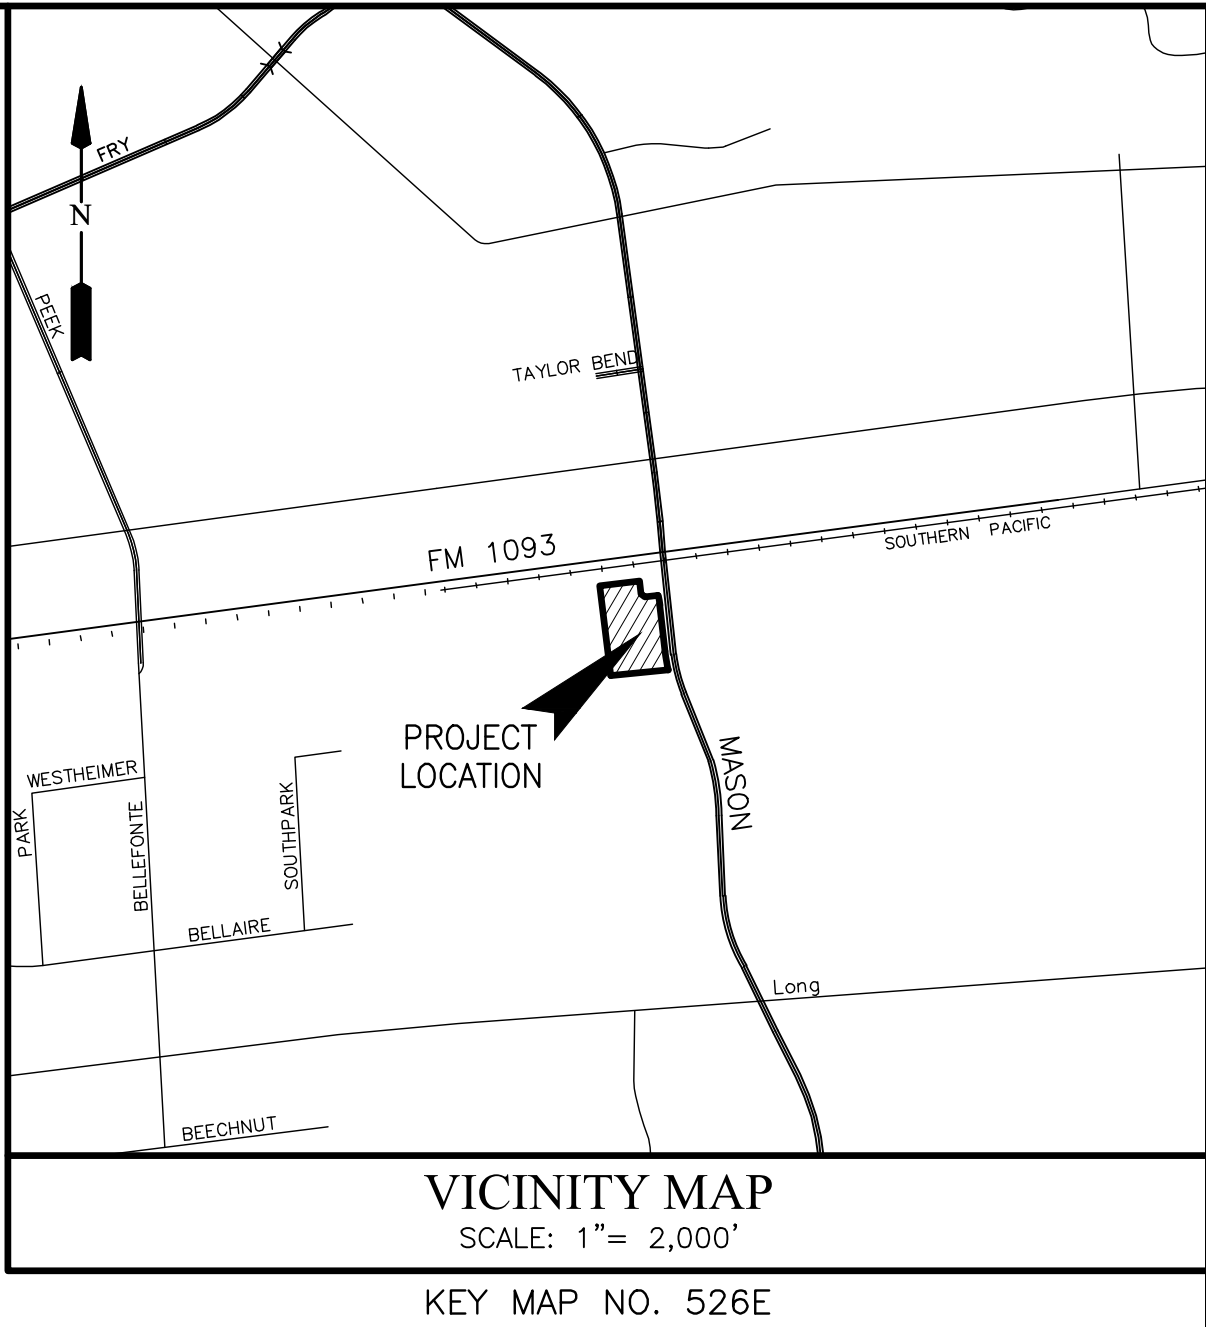 FRY
N
PEEK
TAYLOR BEND
FM 1093
SOUTHERN PACIFIC
PROJECT
LOCATION
MASON
WESTHEIMER
PARK
BELLEFONTE
SOUTHPARK
BELLAIRE
Long
BEECHNUT
VICINITY MAP
SCALE: 1"= 2,000'
KEY MAP NO. 526E